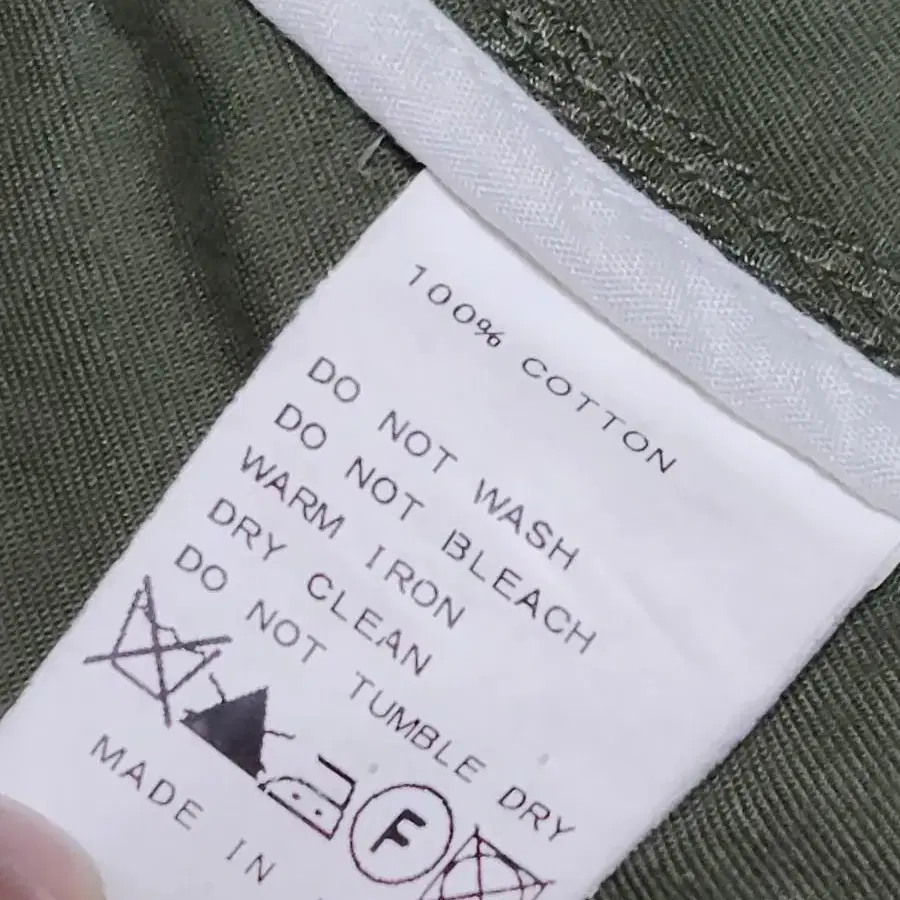 100% COTTON
DO NOT WASH
DO NOT BLEACH
WARM IRON
DRY CLEAN
DO NOT TUMBLE DRY
F
MADE IN